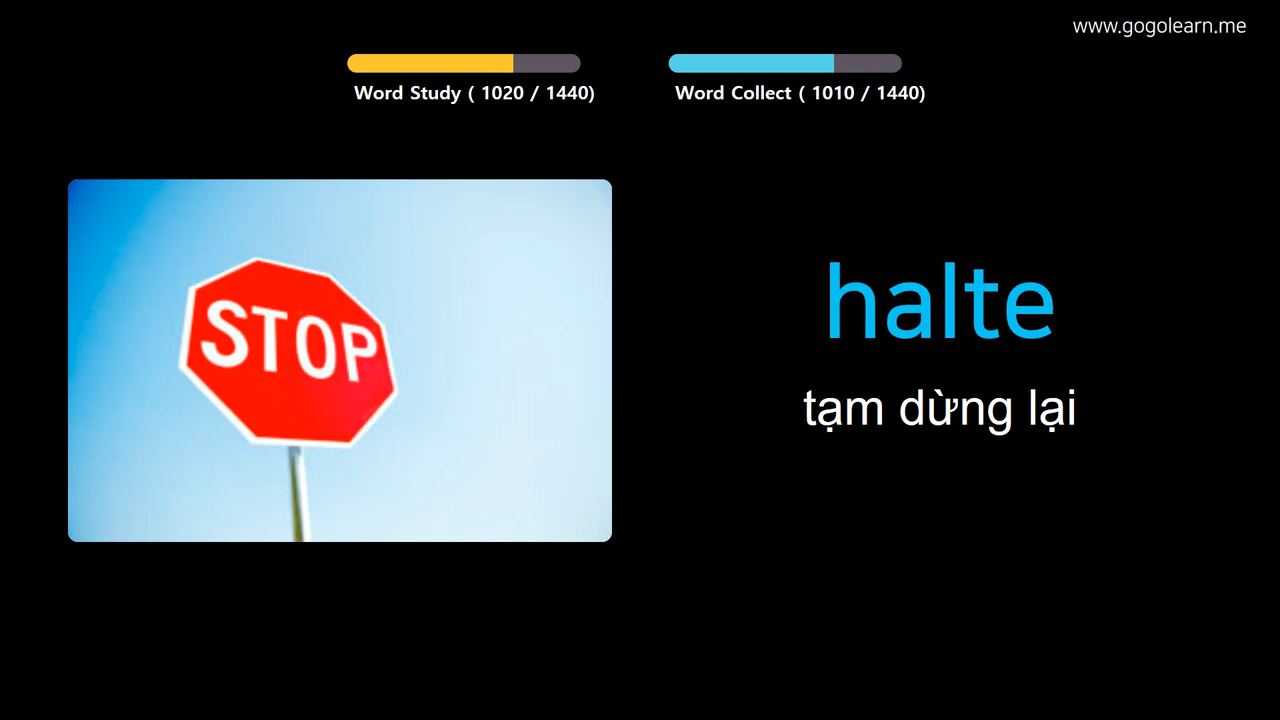 www.gogolearn.me
Word Study ( 1020 / 1440)
Word Collect ( 1010 / 1440)
STOP
halte
tạm dừng lại